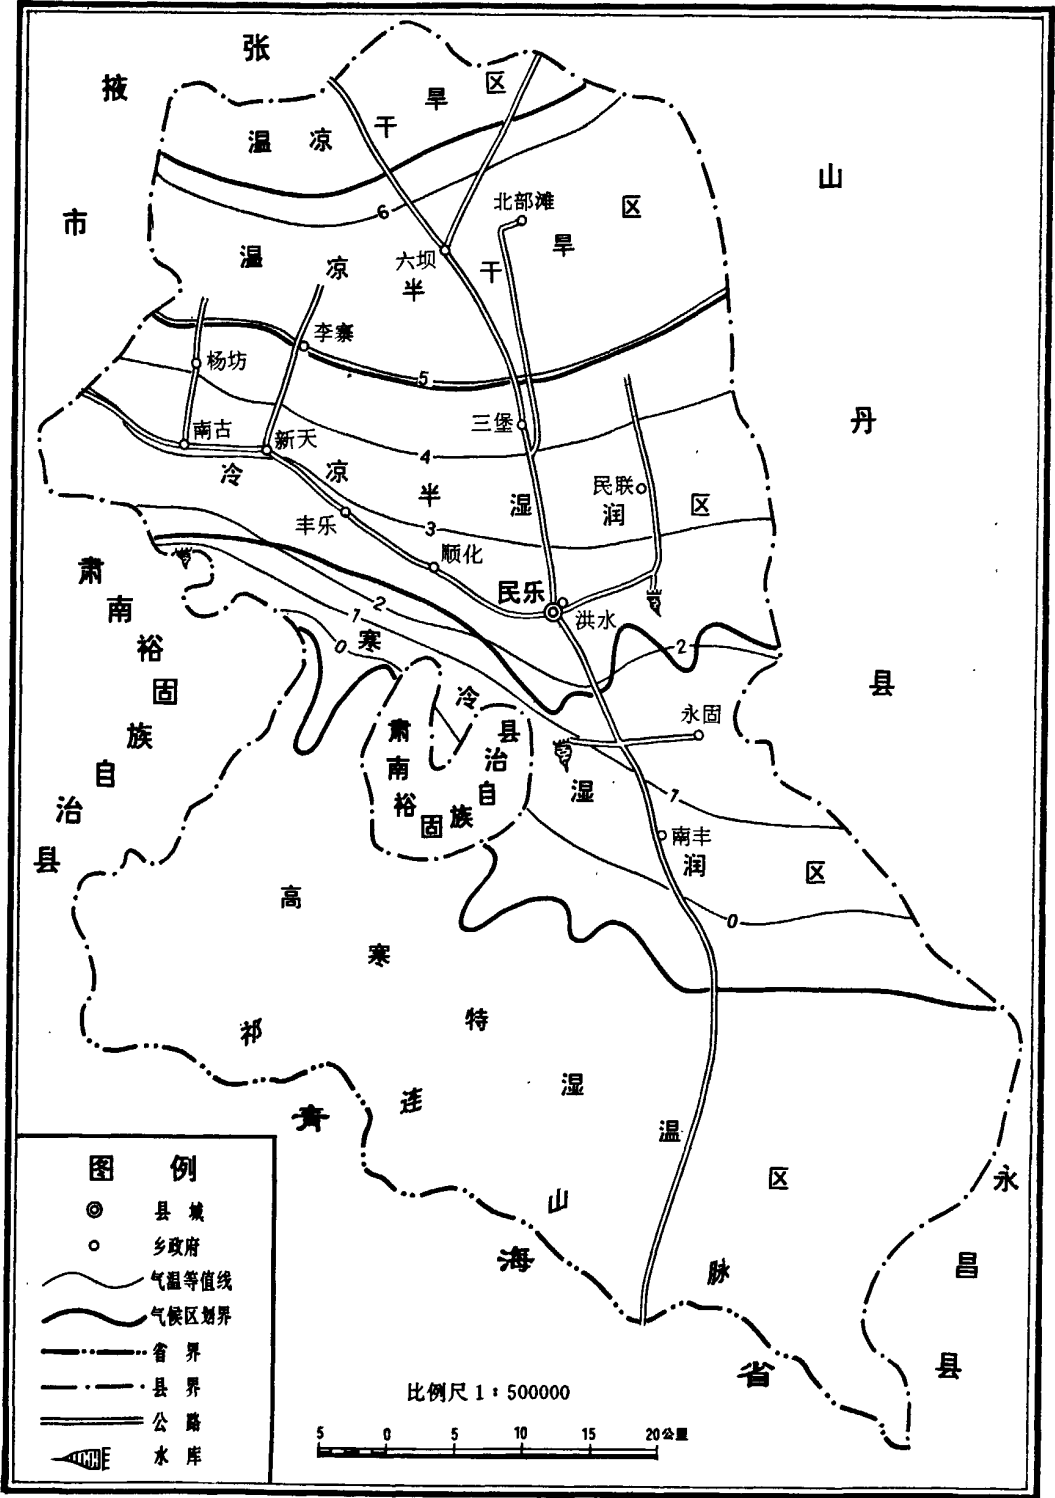 张
掖
市
山
丹
县
温凉干旱区
6
北部滩
六坝
温凉半干旱区
李寨
杨坊
5
三堡
南古
新天
4
民联
冷凉半湿润区
丰乐
3
顺化
民乐
洪水
2
1
0
2
永固
寒冷湿润区
1
南丰
0
肃南裕固族自治县
肃南裕固族自治县
高寒特湿温区
祁连山脉
青海省
永昌县
图例
县城
乡政府
气温等值线
气候区划界
省界
县界
公路
水库
比例尺 1:500000
5 0 5 10 15 20公里